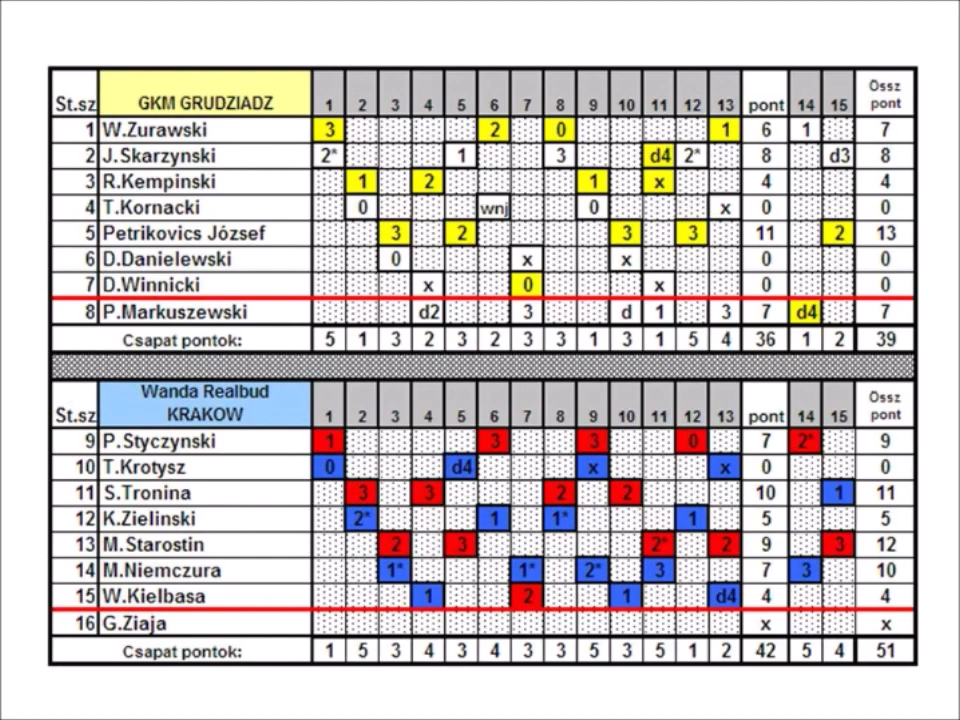 Össz
St.sz GKM GRUDZIADZ 1 2 3 4 5 6 7 8 9 10 11 12 13 pont 14 15 pont
1 W.Zurawski 3 2 0 1 6 1 7
2 J.Skarzynski 2* 1 3 d4 2* 8 d3 8
3 R.Kempinski 1 2 1 x 4 4
4 T.Kornacki 0 wnj 0 x 0 0
5 Petrikovics József 3 2 3 3 11 2 13
6 D.Danielewski 0 x x 0 0
7 D.Winnicki x 0 x 0 0
8 P.Markuszewski d2 3 d 1 3 7 d4 7
Csapat pontok: 5 1 3 2 3 2 3 3 1 3 1 5 4 36 1 2 39
Wanda Realbud Össz
St.sz KRAKOW 1 2 3 4 5 6 7 8 9 10 11 12 13 pont 14 15 pont
9 P.Styczynski 1 3 3 0 7 2* 9
10 T.Krotysz 0 d4 x x 0 0
11 S.Tronina 3 3 2 2 10 1 11
12 K.Zielinski 2* 1 1* 1 5 5
13 M.Starostin 2 3 2* 2 9 3 12
14 M.Niemczura 1* 1* 2* 3 7 3 10
15 W.Kielbasa 1 2 1 d4 4 4
16 G.Ziaja x x
Csapat pontok: 1 5 3 4 3 4 3 3 5 3 5 1 2 42 5 4 51